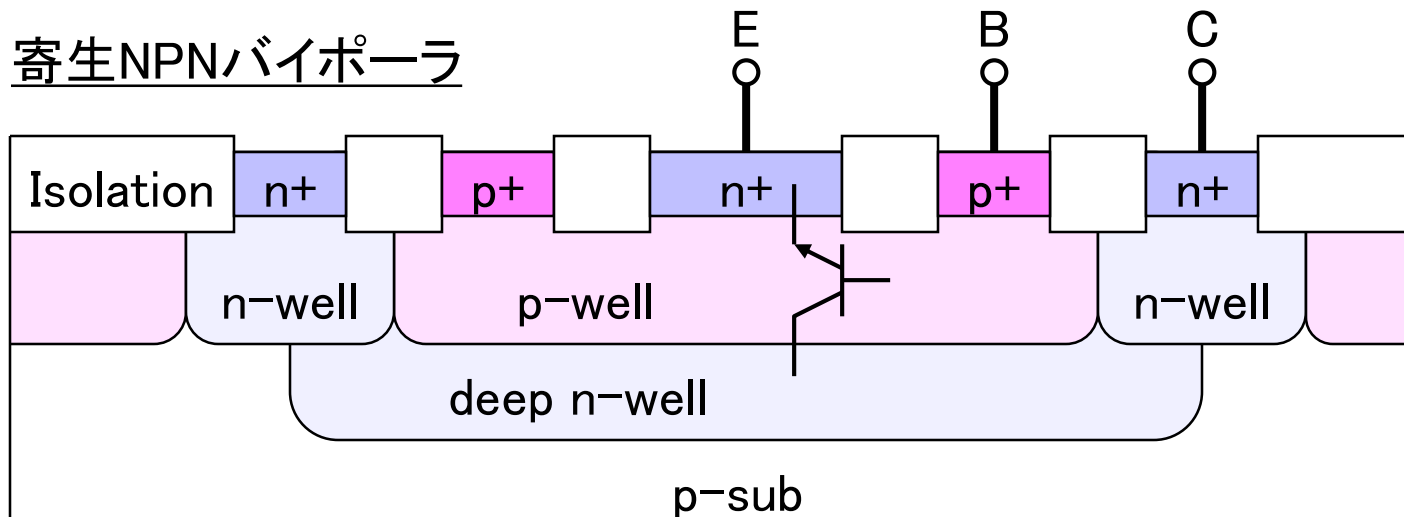 寄生NPNバイポーラ
E B C
Isolation n+ p+ n+ p+ n+
n-well p-well n-well
deep n-well
p-sub